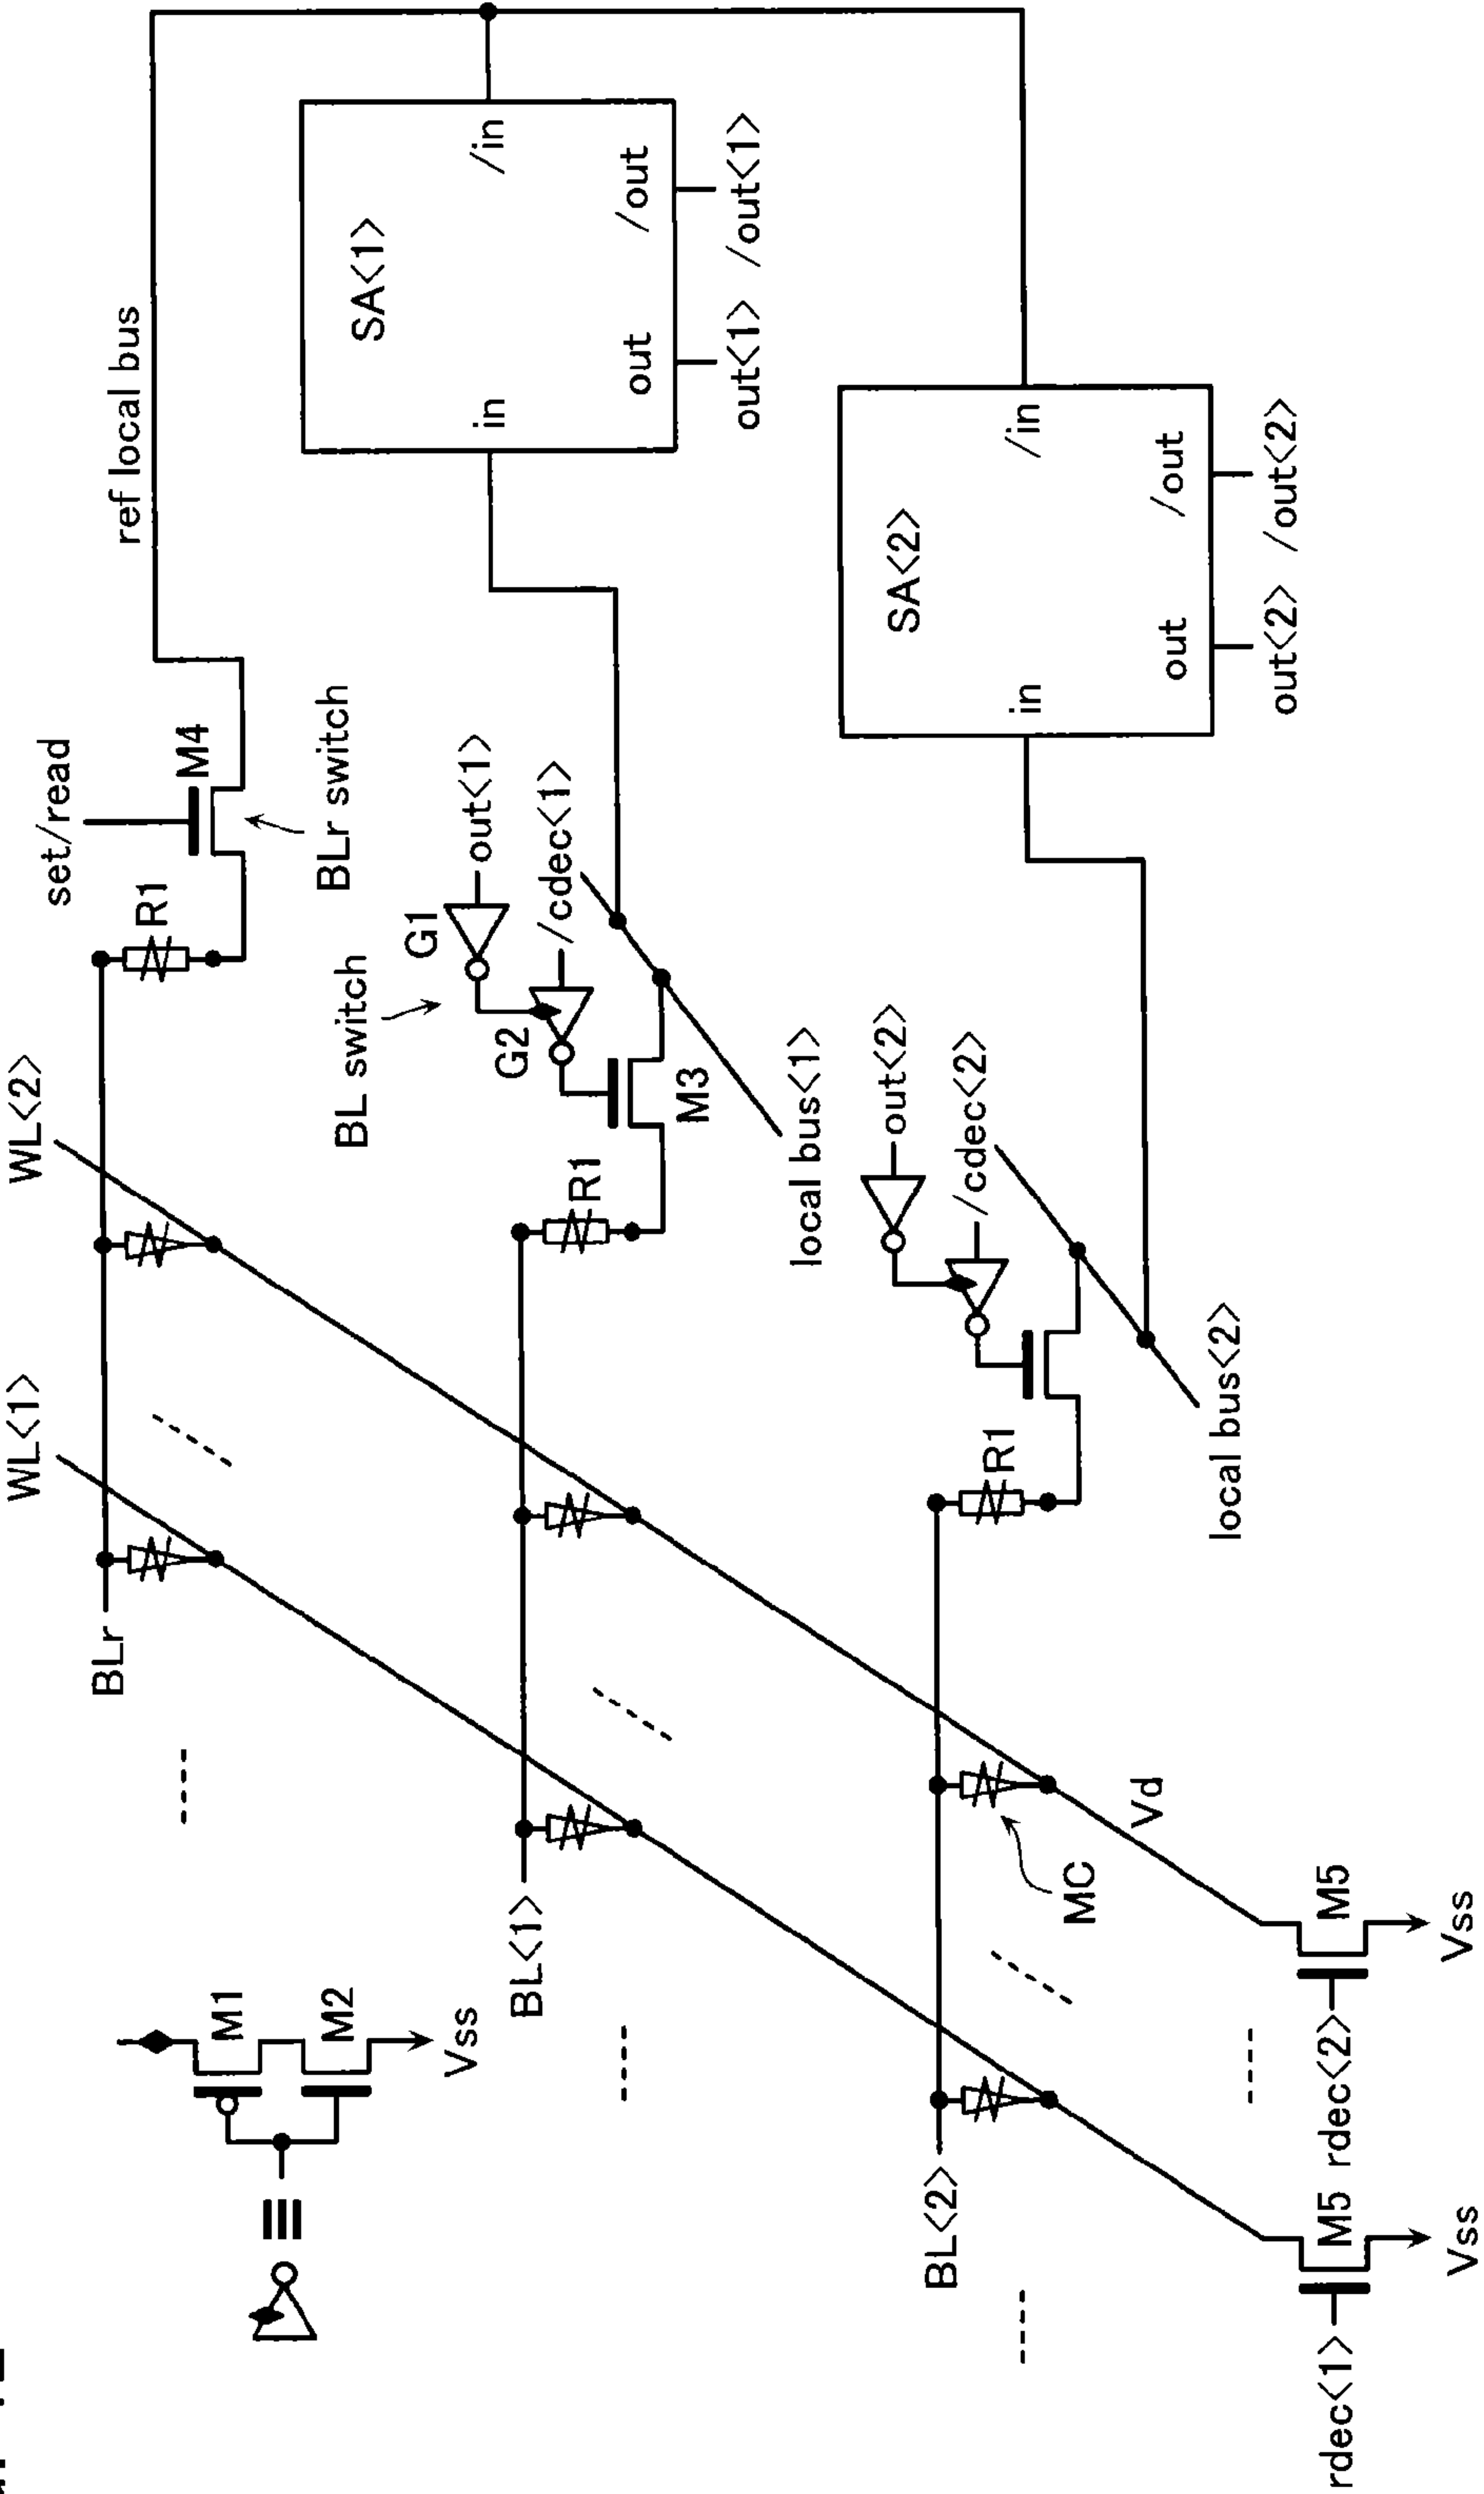 set/read
M4
R1
BLr switch
ref local bus
WL<1>
WL<2>
BLr
M1
M2
Vss
BL switch
G1
out<1>
G2
/cdec<1>
M3
R1
local bus<1>
SA<1>
in
/in
out
/out
out<1>
/out<1>
BL<1>
out<2>
/cdec<2>
R1
local bus<2>
SA<2>
in
/in
out
/out
out<2>
/out<2>
BL<2>
MC
Vd
rdec<1>
M5
Vss
rdec<2>
M5
Vss